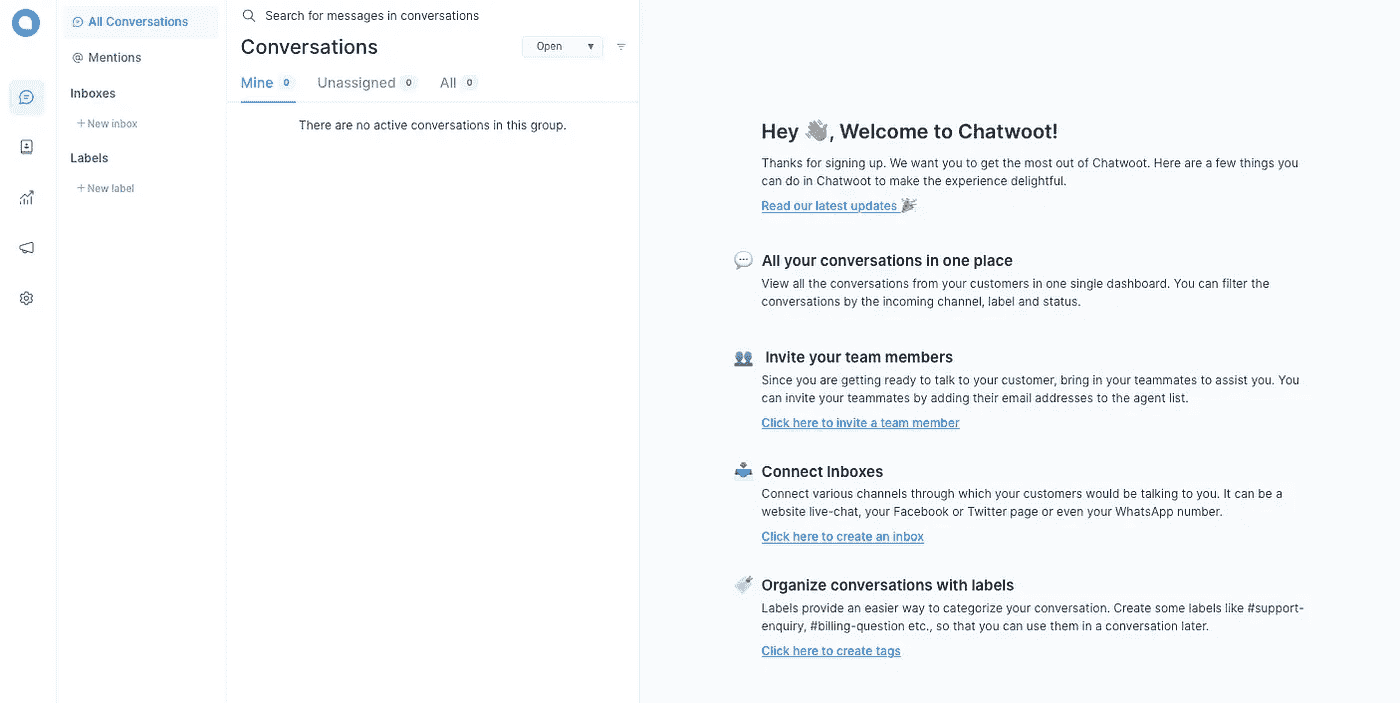 All Conversations
@ Mentions
Inboxes
+ New inbox
Labels
+ New label
Search for messages in conversations
Conversations
Open
Mine 0 Unassigned 0 All 0
There are no active conversations in this group.
Hey 👋, Welcome to Chatwoot!
Thanks for signing up. We want you to get the most out of Chatwoot. Here are a few things you
can do in Chatwoot to make the experience delightful.
Read our latest updates 🎉
All your conversations in one place
View all the conversations from your customers in one single dashboard. You can filter the
conversations by the incoming channel, label and status.
Invite your team members
Since you are getting ready to talk to your customer, bring in your teammates to assist you. You
can invite your teammates by adding their email addresses to the agent list.
Click here to invite a team member
Connect Inboxes
Connect various channels through which your customers would be talking to you. It can be a
website live-chat, your Facebook or Twitter page or even your WhatsApp number.
Click here to create an inbox
Organize conversations with labels
Labels provide an easier way to categorize your conversation. Create some labels like #support-
enquiry, #billing-question etc., so that you can use them in a conversation later.
Click here to create tags